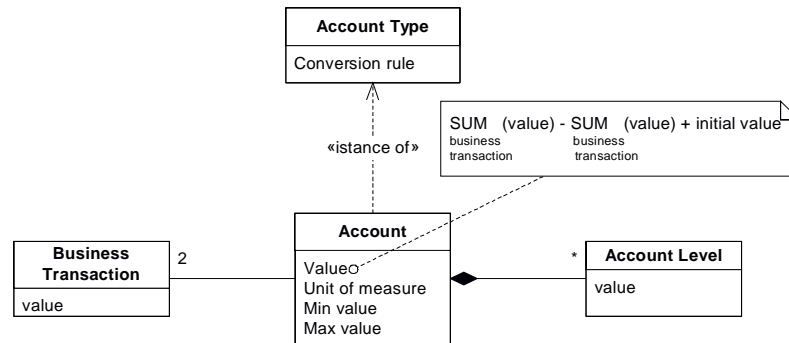 Account Type
Conversion rule
SUM (value) - SUM (value) + initial value
business business
transaction transaction
«istance of»
Account
Value
Unit of measure
Min value
Max value
Business
Transaction
value
2
*
Account Level
value